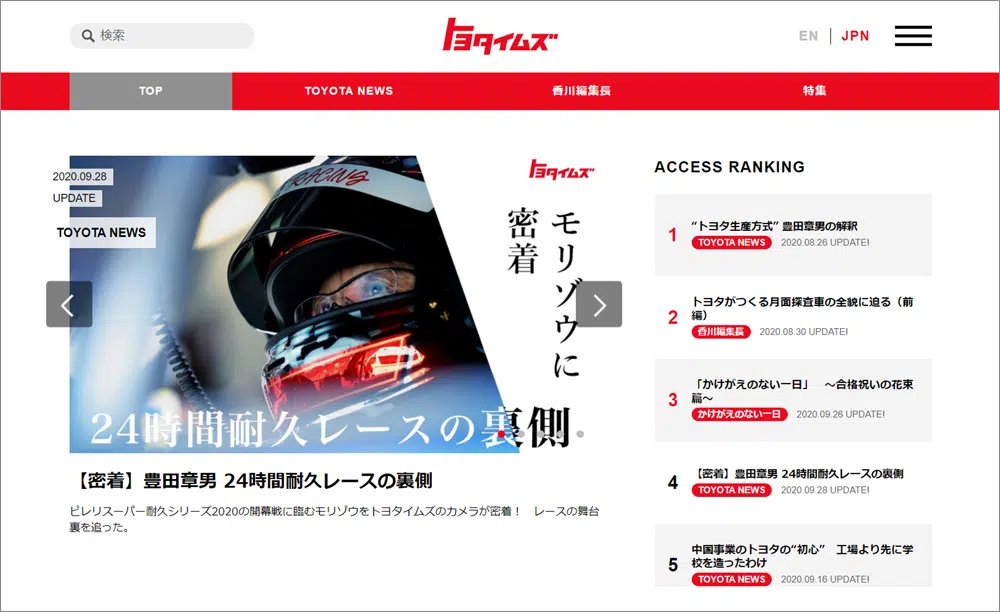 検索
トヨタイムズ
EN
JPN
TOP
TOYOTA NEWS
香川編集長
特集
2020.09.28
UPDATE
TOYOTA NEWS
RACING
トヨタイムズ
モリゾウに
密着
24時間耐久レースの裏側
【密着】豊田章男 24時間耐久レースの裏側
ピレリスーパー耐久シリーズ2020の開幕戦に臨むモリゾウをトヨタイムズのカメラが密着！　レースの舞台
裏を追った。
ACCESS RANKING
1
“トヨタ生産方式” 豊田章男の解釈
TOYOTA NEWS 2020.08.26 UPDATE!
2
トヨタがつくる月面探査車の全貌に迫る（前
編）
香川編集長 2020.08.30 UPDATE!
3
「かけがえのない一日」　～合格祝いの花束
篇～
かけがえのない一日 2020.09.26 UPDATE!
4
【密着】豊田章男 24時間耐久レースの裏側
TOYOTA NEWS 2020.09.28 UPDATE!
5
中国事業のトヨタの“初心”　工場より先に学
校を造ったわけ
TOYOTA NEWS 2020.09.16 UPDATE!